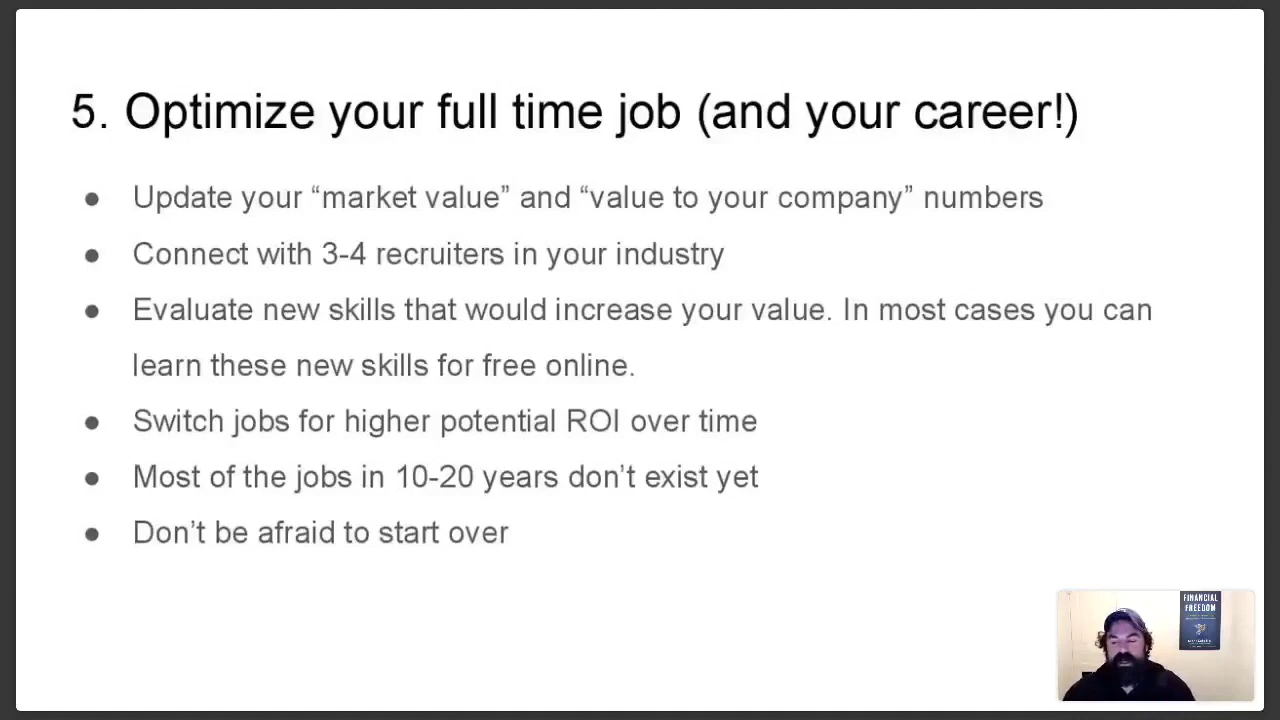 5. Optimize your full time job (and your career!)
● Update your “market value” and “value to your company” numbers
● Connect with 3-4 recruiters in your industry
● Evaluate new skills that would increase your value. In most cases you can
learn these new skills for free online.
● Switch jobs for higher potential ROI over time
● Most of the jobs in 10-20 years don’t exist yet
● Don’t be afraid to start over
FINANCIAL
FREEDOM